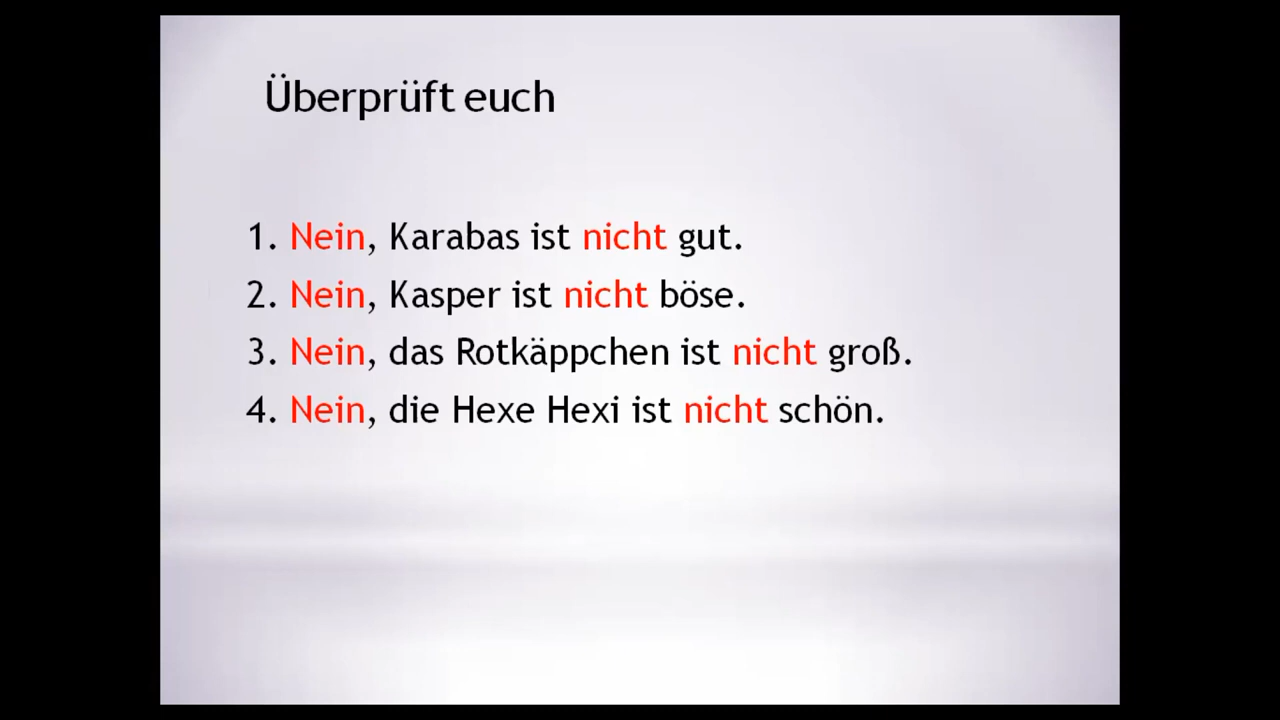 Überprüft euch
1. Nein, Karabas ist nicht gut.
2. Nein, Kasper ist nicht böse.
3. Nein, das Rotkäppchen ist nicht groß.
4. Nein, die Hexe Hexi ist nicht schön.